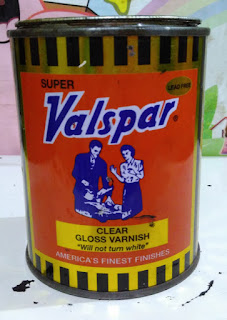 SUPER
LEAD FREE
Valspar®
CLEAR
GLOSS VARNISH
"Will not turn white"
AMERICA'S FINEST FINISHES